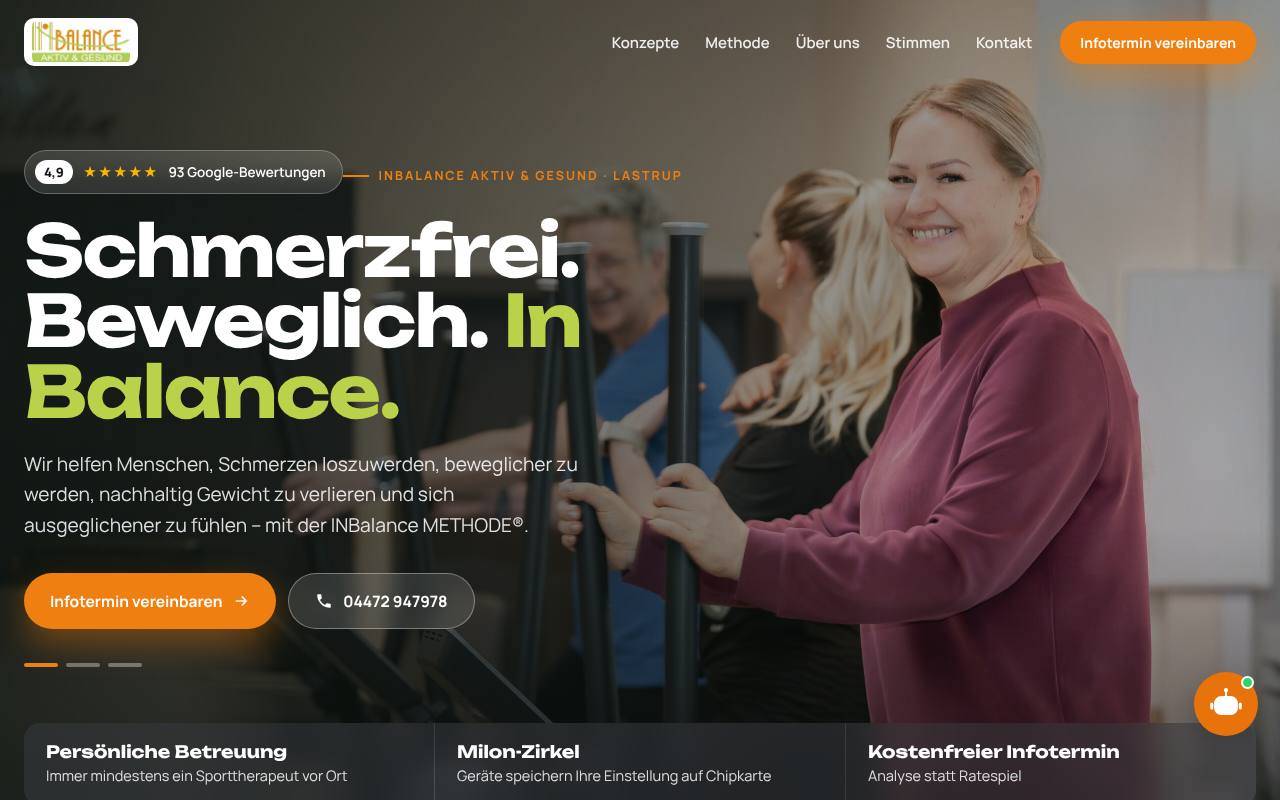 INBALANCE
AKTIV & GESUND
Konzepte
Methode
Über uns
Stimmen
Kontakt
Infotermin vereinbaren
4,9 ★★★★★ 93 Google-Bewertungen
INBALANCE AKTIV & GESUND · LASTRUP
Schmerzfrei.
Beweglich. In
Balance.
Wir helfen Menschen, Schmerzen loszuwerden, beweglicher zu
werden, nachhaltig Gewicht zu verlieren und sich
ausgeglichener zu fühlen – mit der INBalance METHODE®.
Infotermin vereinbaren →
04472 947978
Persönliche Betreuung
Immer mindestens ein Sporttherapeut vor Ort
Milon-Zirkel
Geräte speichern Ihre Einstellung auf Chipkarte
Kostenfreier Infotermin
Analyse statt Ratespiel